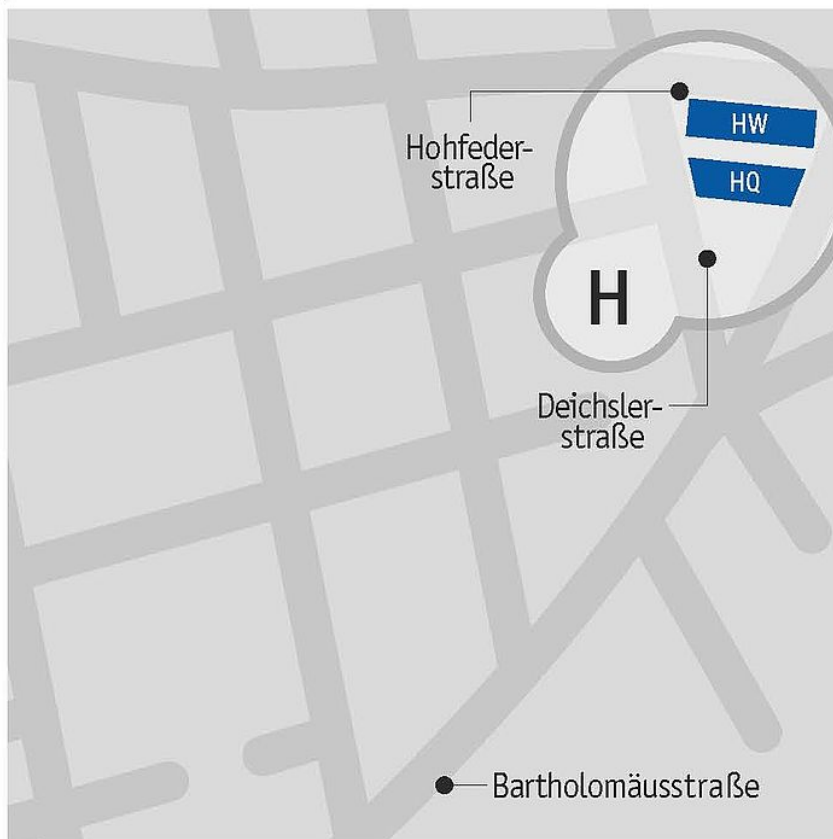 HW
Hohfeder-
straße
HQ
H
Deichsler-
straße
Bartholomäusstraße